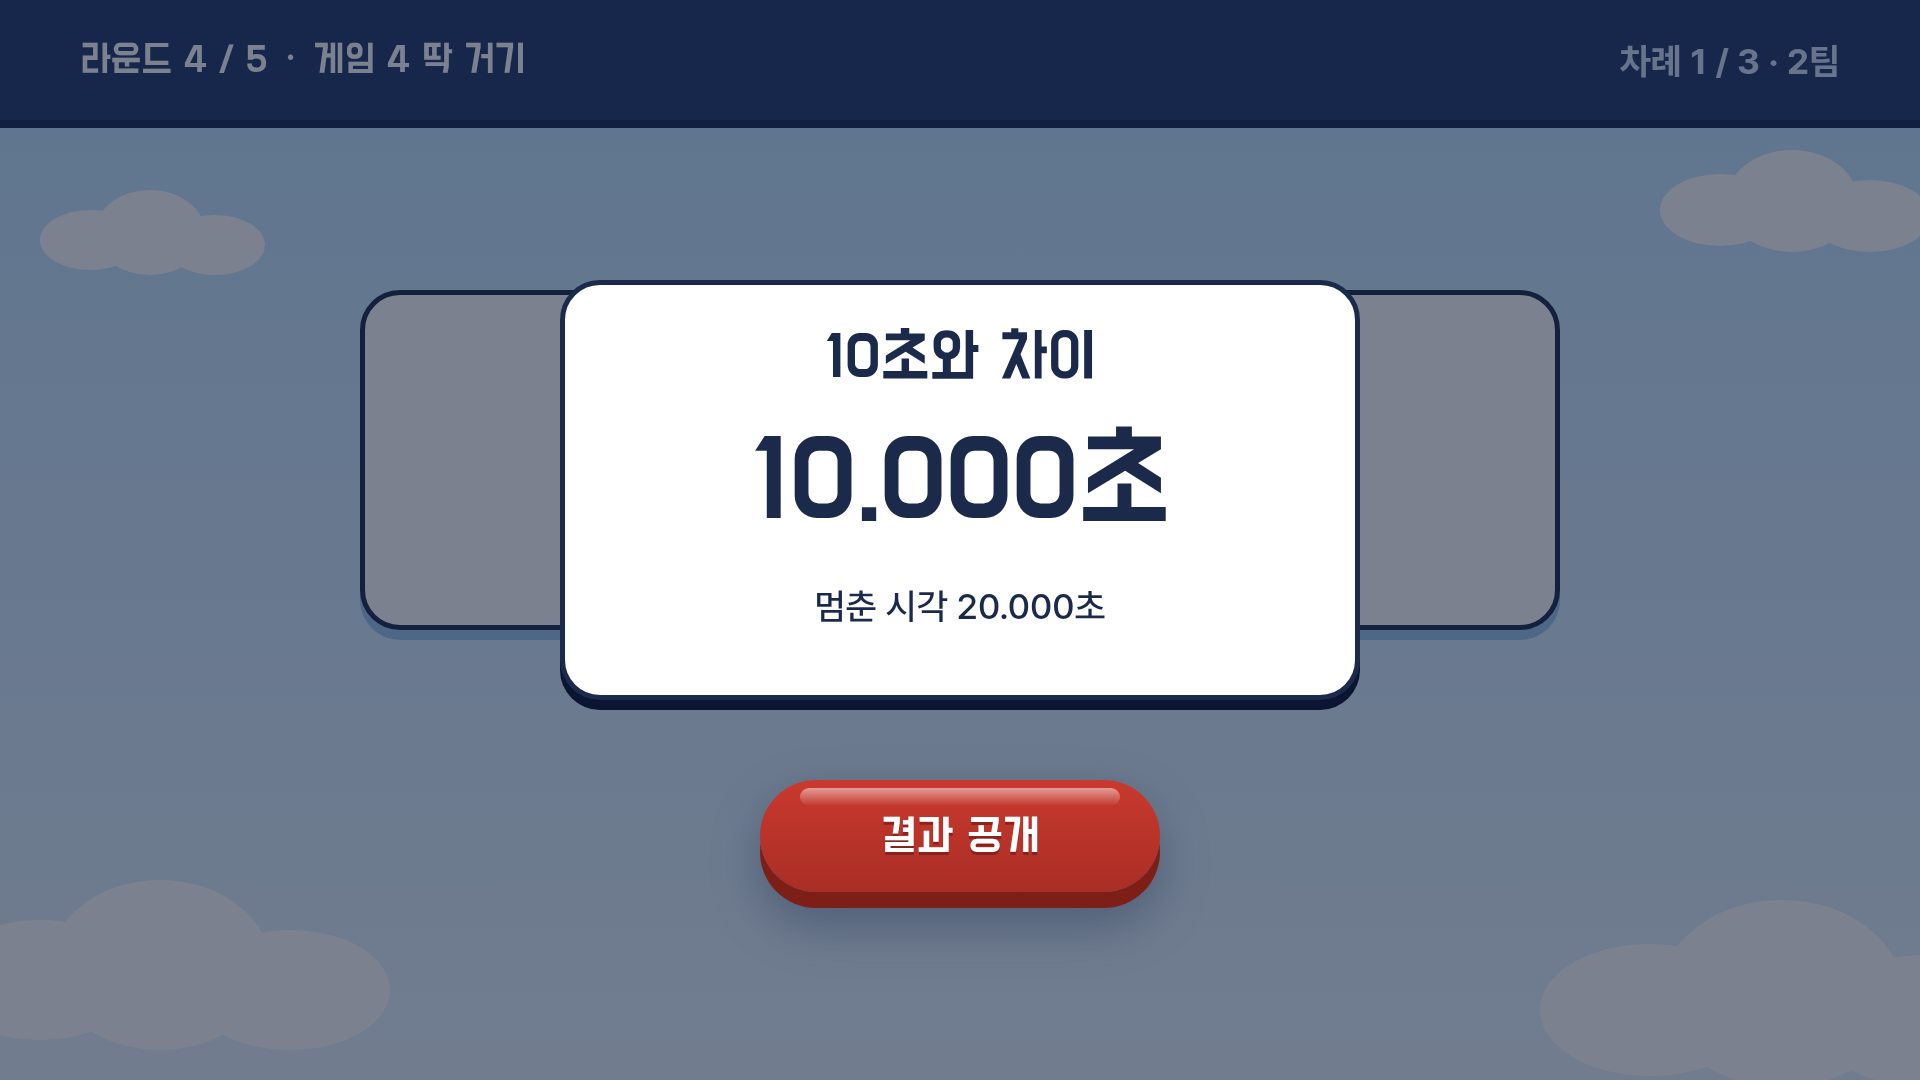 라운드 4 / 5 · 게임 4 딱 거기
차례 1 / 3 · 2팀
10초와 차이
10.000초
멈춘 시각 20.000초
결과 공개